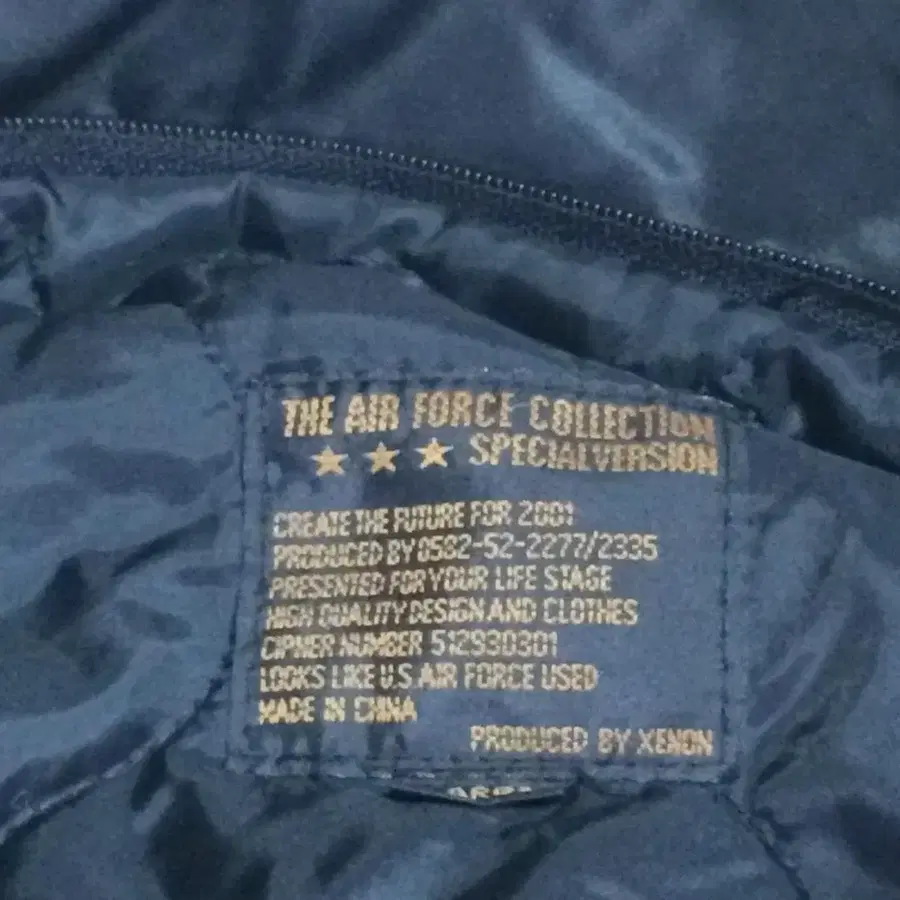 THE AIR FORCE COLLECTION
★ ★ ★ SPECIALVERSION
CREATE THE FUTURE FOR 2001
PRODUCED BY 0582-52-2277/2335
PRESENTED FOR YOUR LIFE STAGE
HIGH QUALITY DESIGN AND CLOTHES
CIPHER NUMBER 512930301
LOOKS LIKE U.S. AIR FORCE USED
MADE IN CHINA
PRODUCED BY XENON